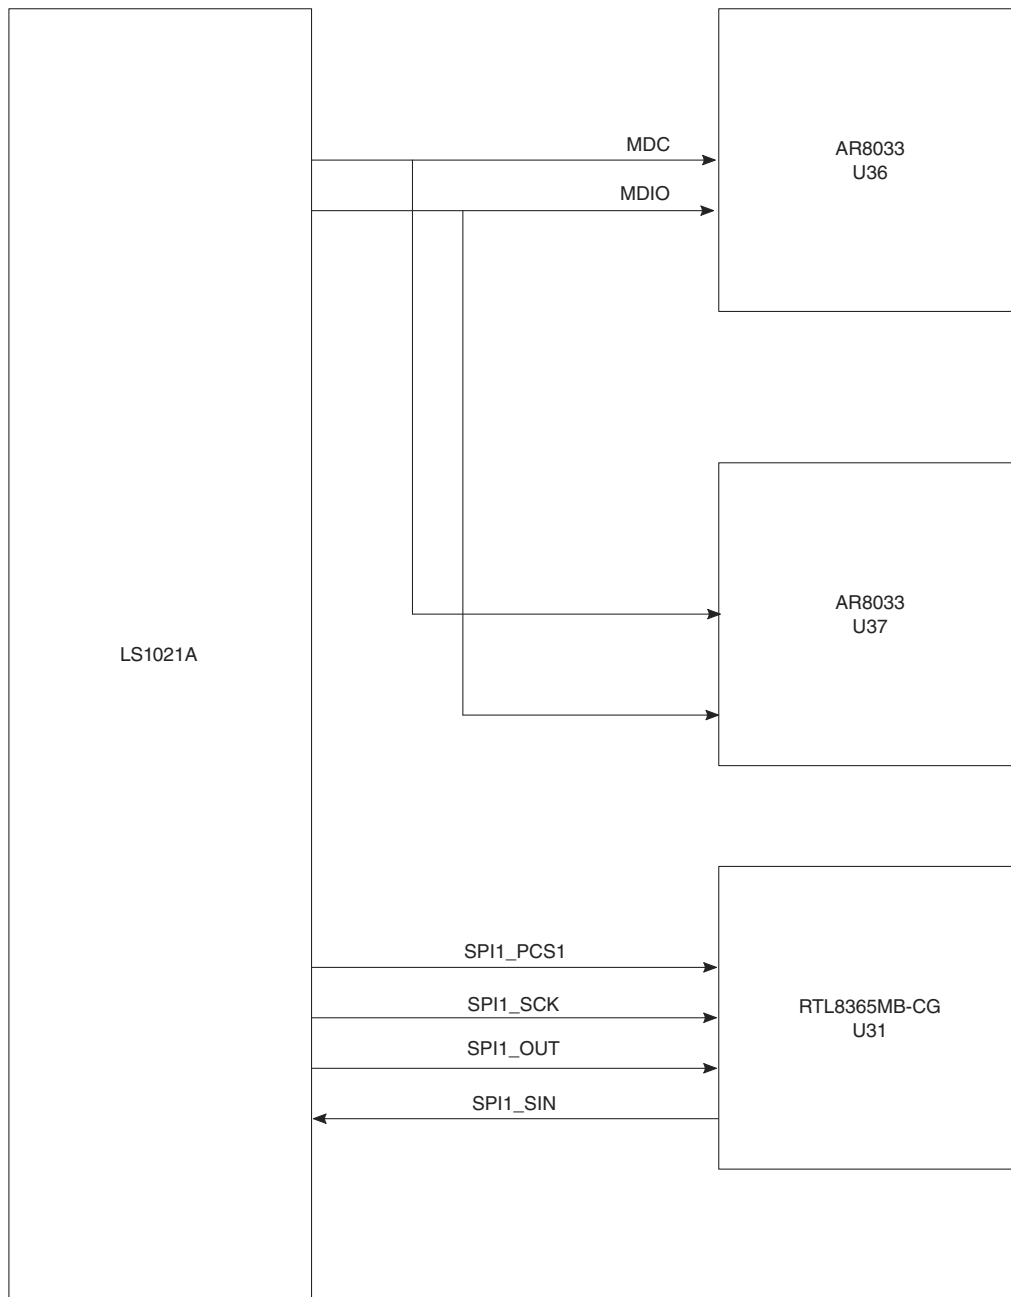 MDC
AR8033
U36
MDIO
AR8033
U37
LS1021A
SPI1_PCS1
SPI1_SCK
RTL8365MB-CG
U31
SPI1_OUT
SPI1_SIN